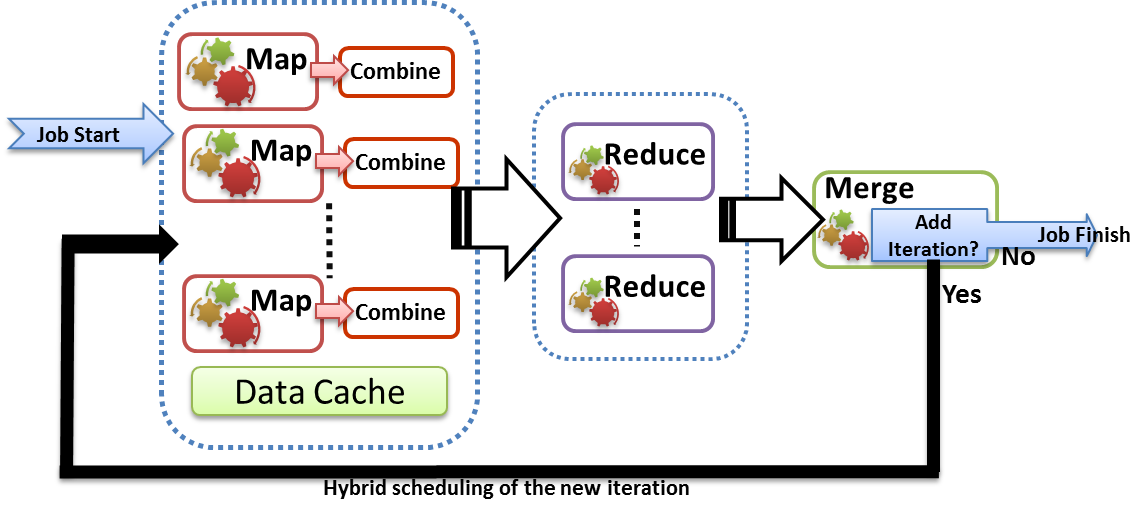 Job Start
Map
Combine
Map
Combine
Map
Combine
Data Cache
Reduce
Reduce
Merge
Add
Iteration?
Job Finish
No
Yes
Hybrid scheduling of the new iteration